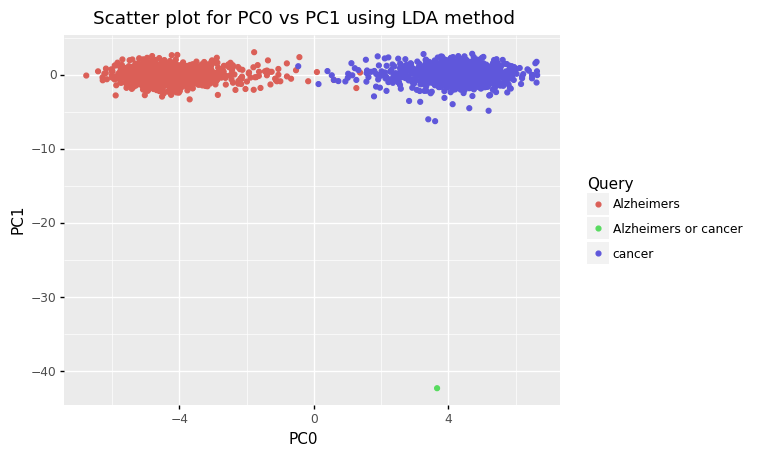 Scatter plot for PC0 vs PC1 using LDA method
0
−10
−20
−30
−40
PC1
−4
0
4
PC0
Query
Alzheimers
Alzheimers or cancer
cancer